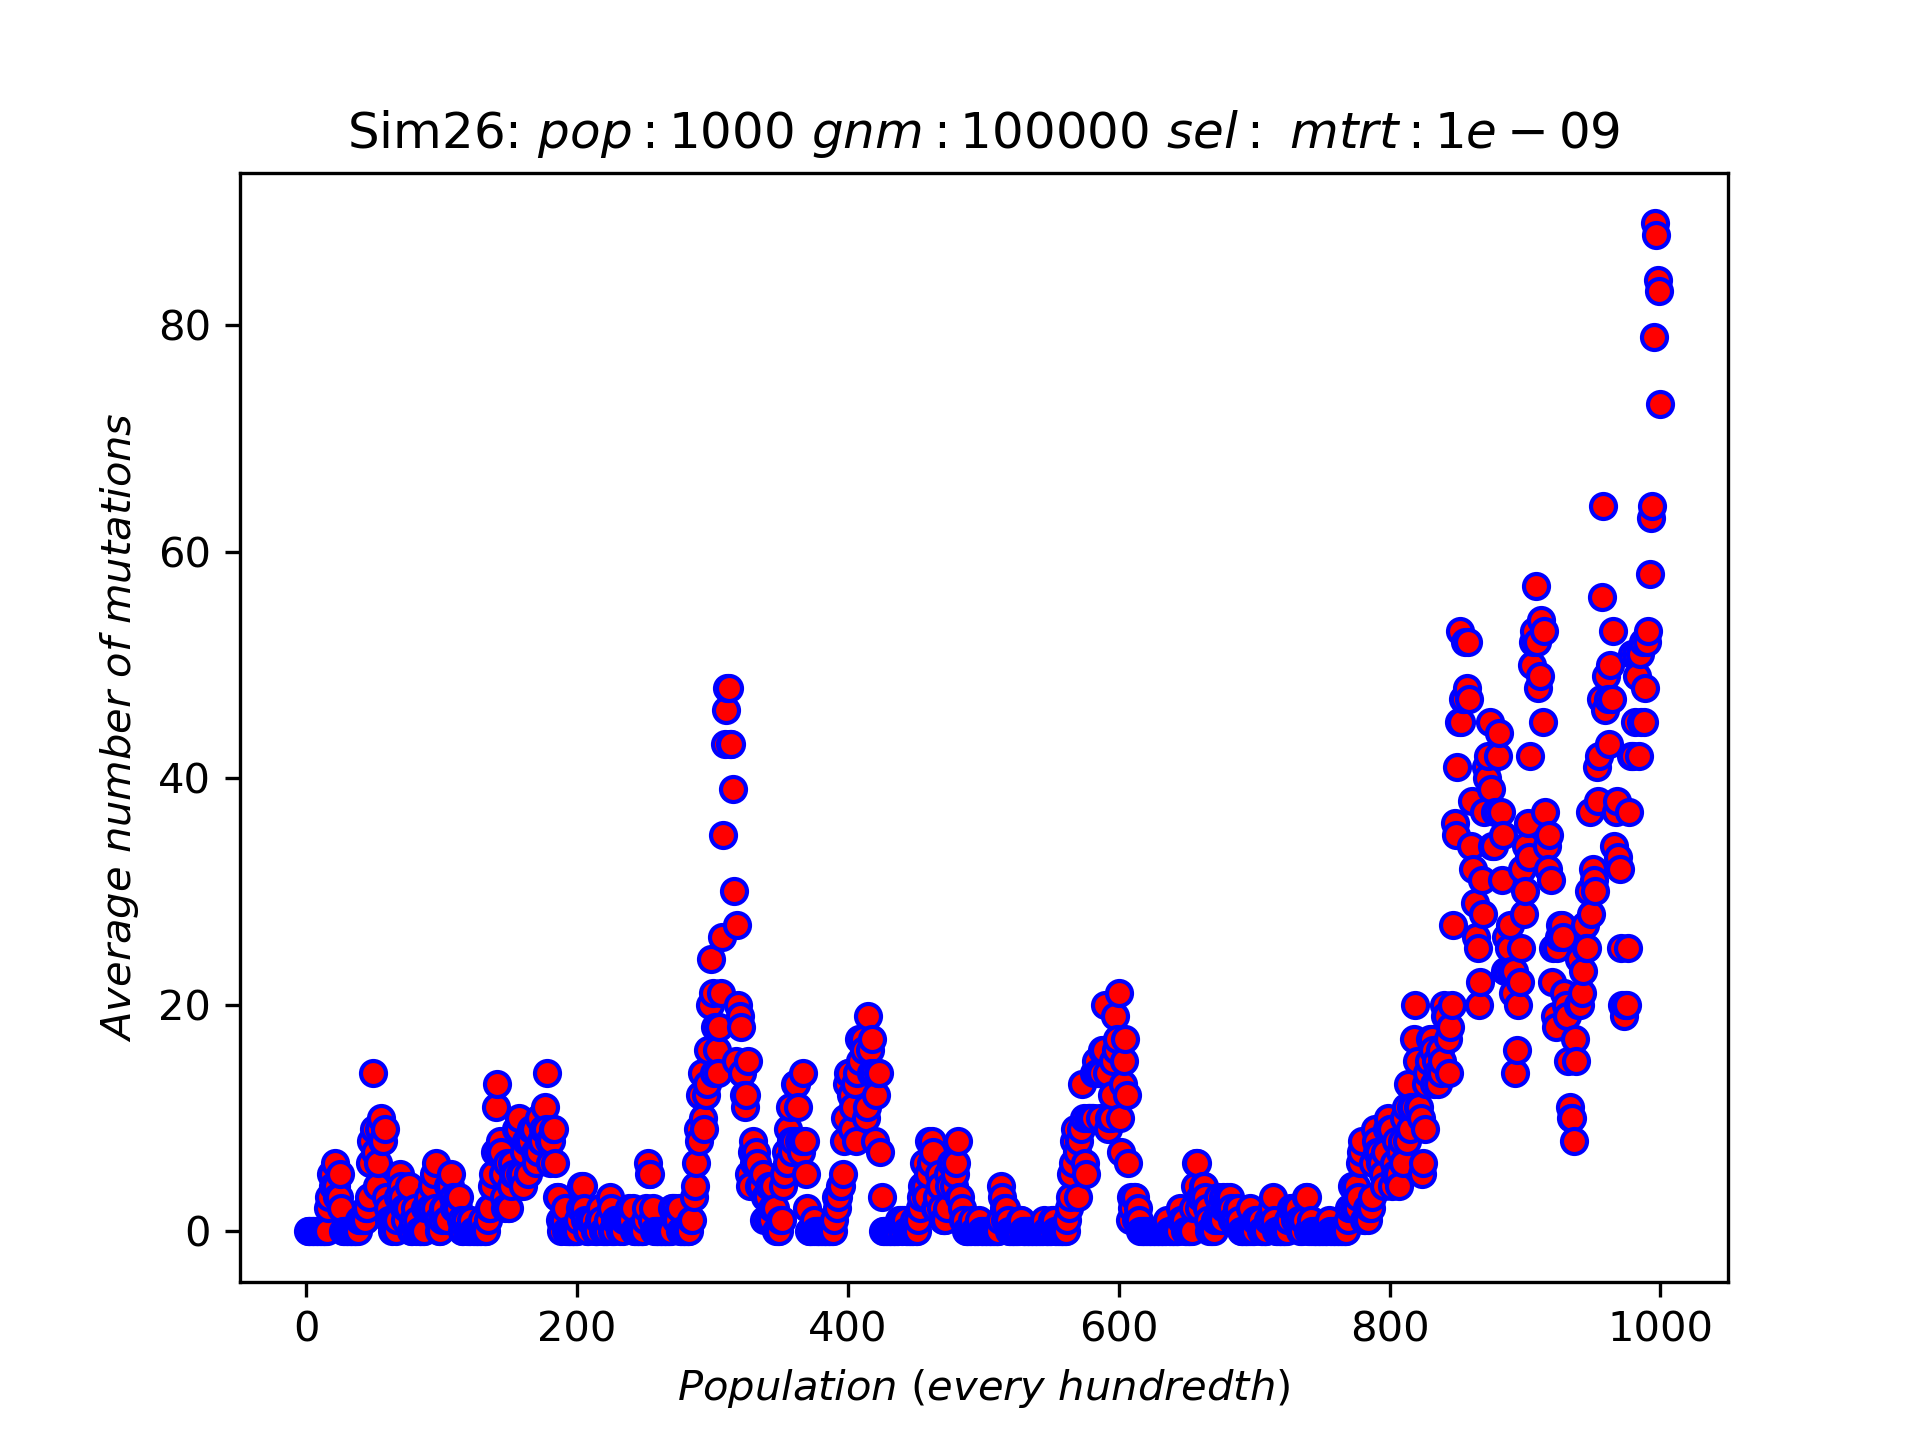 Sim26: pop : 1000 gnm : 100000 sel : mtrt : 1e − 09
80
60
40
20
0
Average number of mutations
0 200 400 600 800 1000
Population (every hundredth)